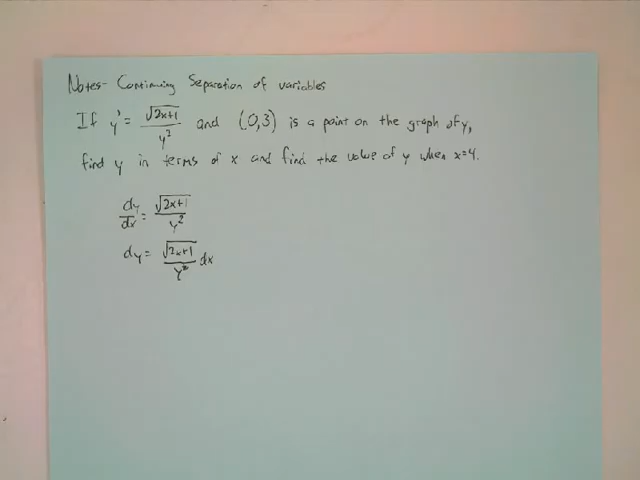 Notes- Continuing Separation of variables
If y' = √(2x+1)/y² and (0,3) is a point on the graph of y,
find y in terms of x and find the value of y when x=4.
dy/dx = √(2x+1)/y²
dy = √(2x+1)/y² dx